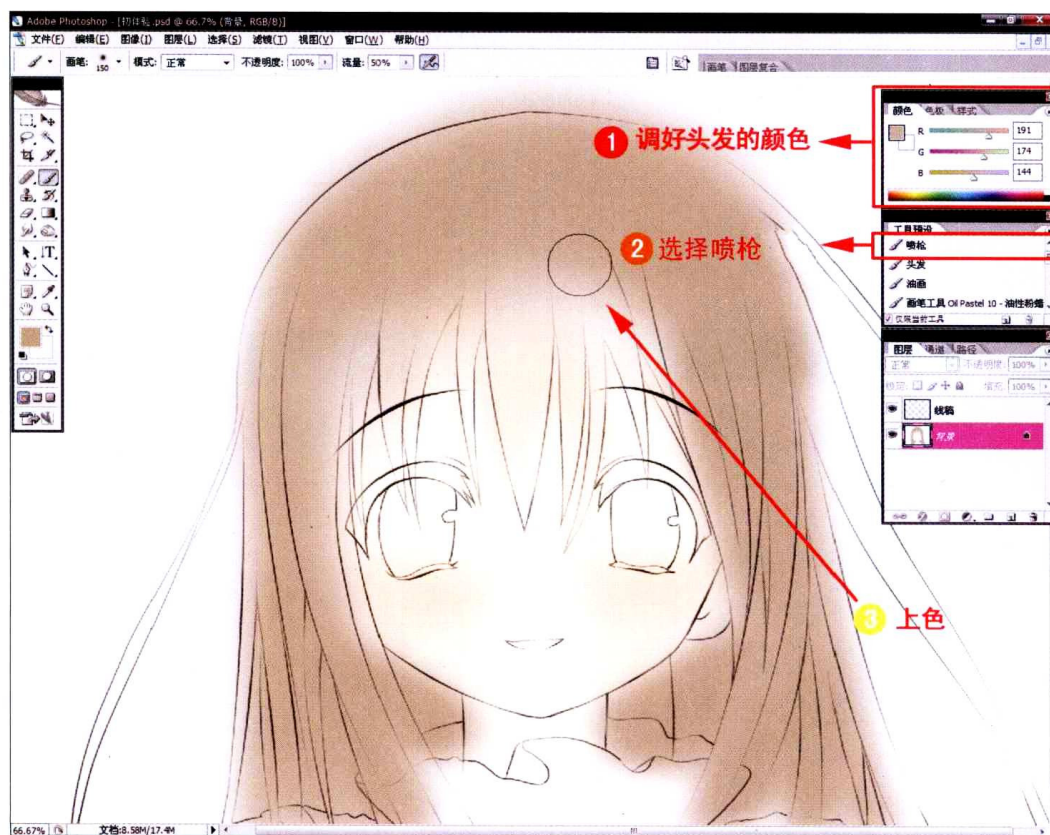 Adobe Photoshop - [初体验.psd @ 66.7% (背景, RGB/8)]
文件(F) 编辑(E) 图像(I) 图层(L) 选择(S) 滤镜(T) 视图(V) 窗口(W) 帮助(H)
画笔: 150 模式: 正常 不透明度: 100% 流量: 50%
画笔 图层复合
颜色 色板 样式
R 191
G 174
B 144
1 调好头发的颜色
工具预设
喷枪
2 选择喷枪
头发
油画
画笔工具 Oil Pastel 10 - 油性粉蜡
仅限当前工具
图层 通道 路径
正常 不透明度: 100%
锁定: 填充: 100%
线稿
背景
3 上色
66.67% 文档:8.58M/17.4M